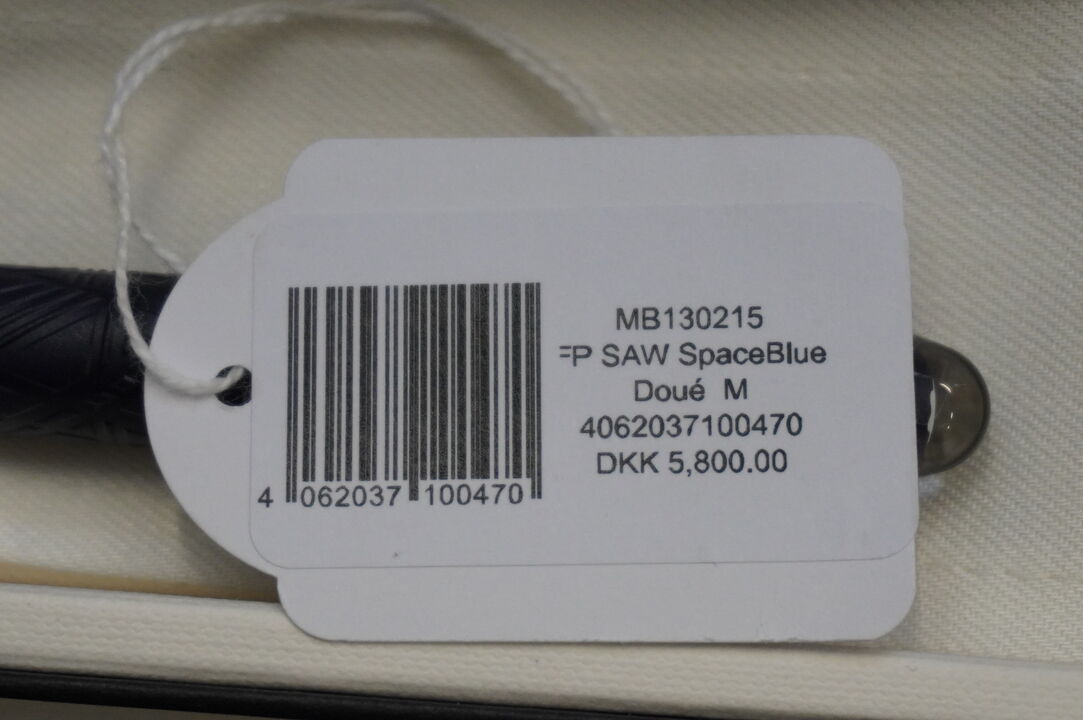 MB130215
FP SAW SpaceBlue
Doué M
4062037100470
DKK 5,800.00
4 062037 100470